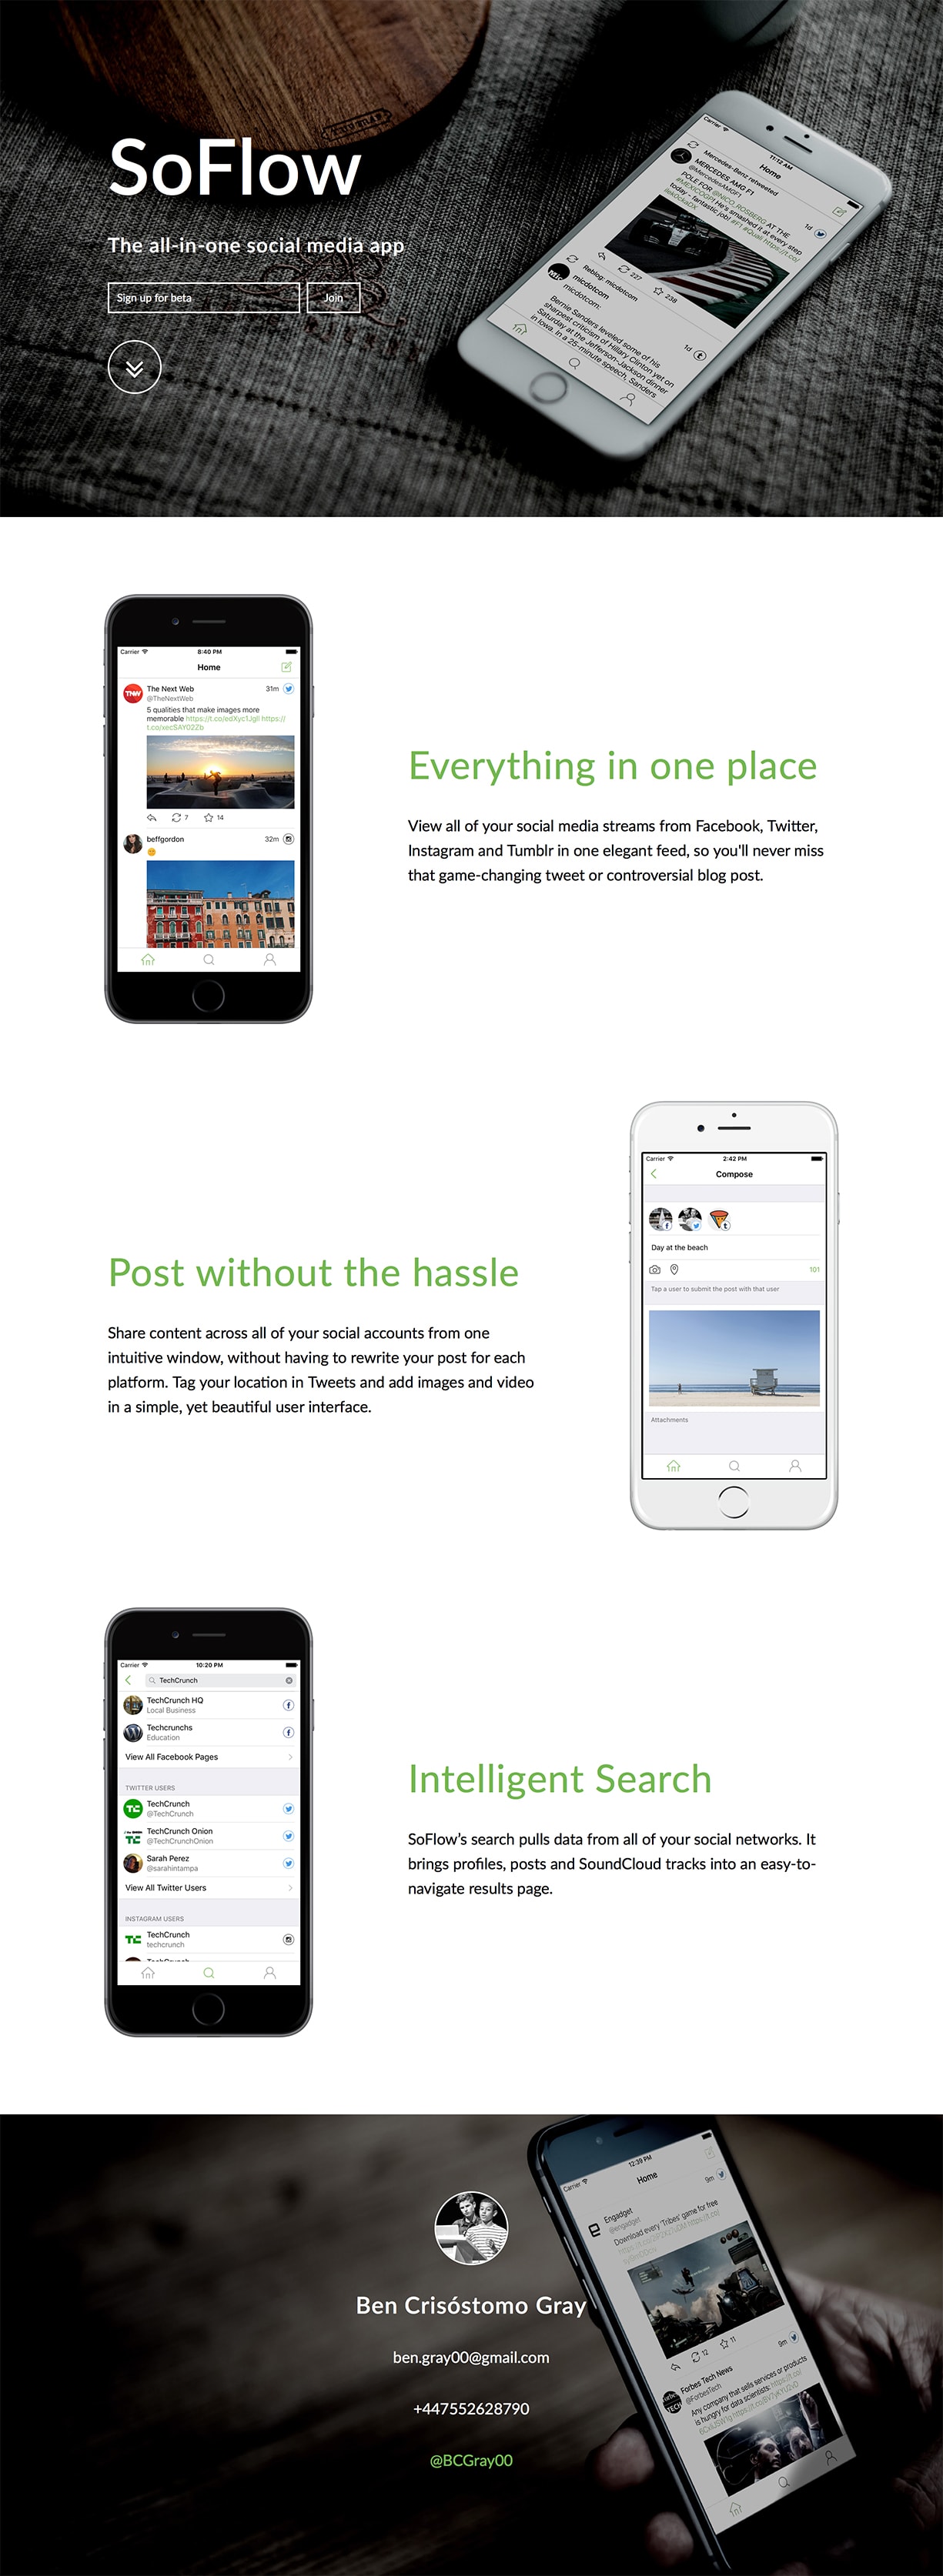 SoFlow
The all-in-one social media app
Sign up for beta
Join
Carrier
11:12 AM
Home
Mercedes-Benz retweeted
MERCEDES AMG F1
1d
@MercedesAMGF1
POLE FOR @NICO_ROSBERG AT THE
#MEXICOGP! He's smashed it at every step
today - fantastic job! #F1 #Quali https://t.co/
227
238
Reblog: micdotcom
micdotcom
1d
micdotcom:
Bernie Sanders leveled some of his
sharpest criticism of Hillary Clinton yet on
Saturday at the Jefferson-Jackson dinner
in Iowa. In a 25-minute speech, Sanders
Carrier
8:40 PM
Home
TNW
The Next Web
31m
@TheNextWeb
5 qualities that make images more
memorable https://t.co/edXyc1Jgll https://
t.co/xecSAY02Zb
7
14
beffgordon
32m
Everything in one place
View all of your social media streams from Facebook, Twitter,
Instagram and Tumblr in one elegant feed, so you'll never miss
that game-changing tweet or controversial blog post.
Carrier
2:42 PM
Compose
Day at the beach
101
Tap a user to submit the post with that user
Attachments
Post without the hassle
Share content across all of your social accounts from one
intuitive window, without having to rewrite your post for each
platform. Tag your location in Tweets and add images and video
in a simple, yet beautiful user interface.
Carrier
10:20 PM
TechCrunch
TechCrunch HQ
Local Business
Techcrunchs
Education
View All Facebook Pages
TWITTER USERS
TechCrunch
@TechCrunch
TechCrunch Onion
@TechCrunchOnion
Sarah Perez
@sarahintampa
View All Twitter Users
INSTAGRAM USERS
TechCrunch
techcrunch
Intelligent Search
SoFlow's search pulls data from all of your social networks. It
brings profiles, posts and SoundCloud tracks into an easy-to-
navigate results page.
Carrier
12:39 PM
Home
Engadget
9m
@engadget
Download every 'Tribes' game for free
12
11
Forbes Tech News
9m
@ForbesTech
Any company that sells services or products
is hungry for data scientists:
Ben Crisóstomo Gray
ben.gray00@gmail.com
+447552628790
@BCGray00